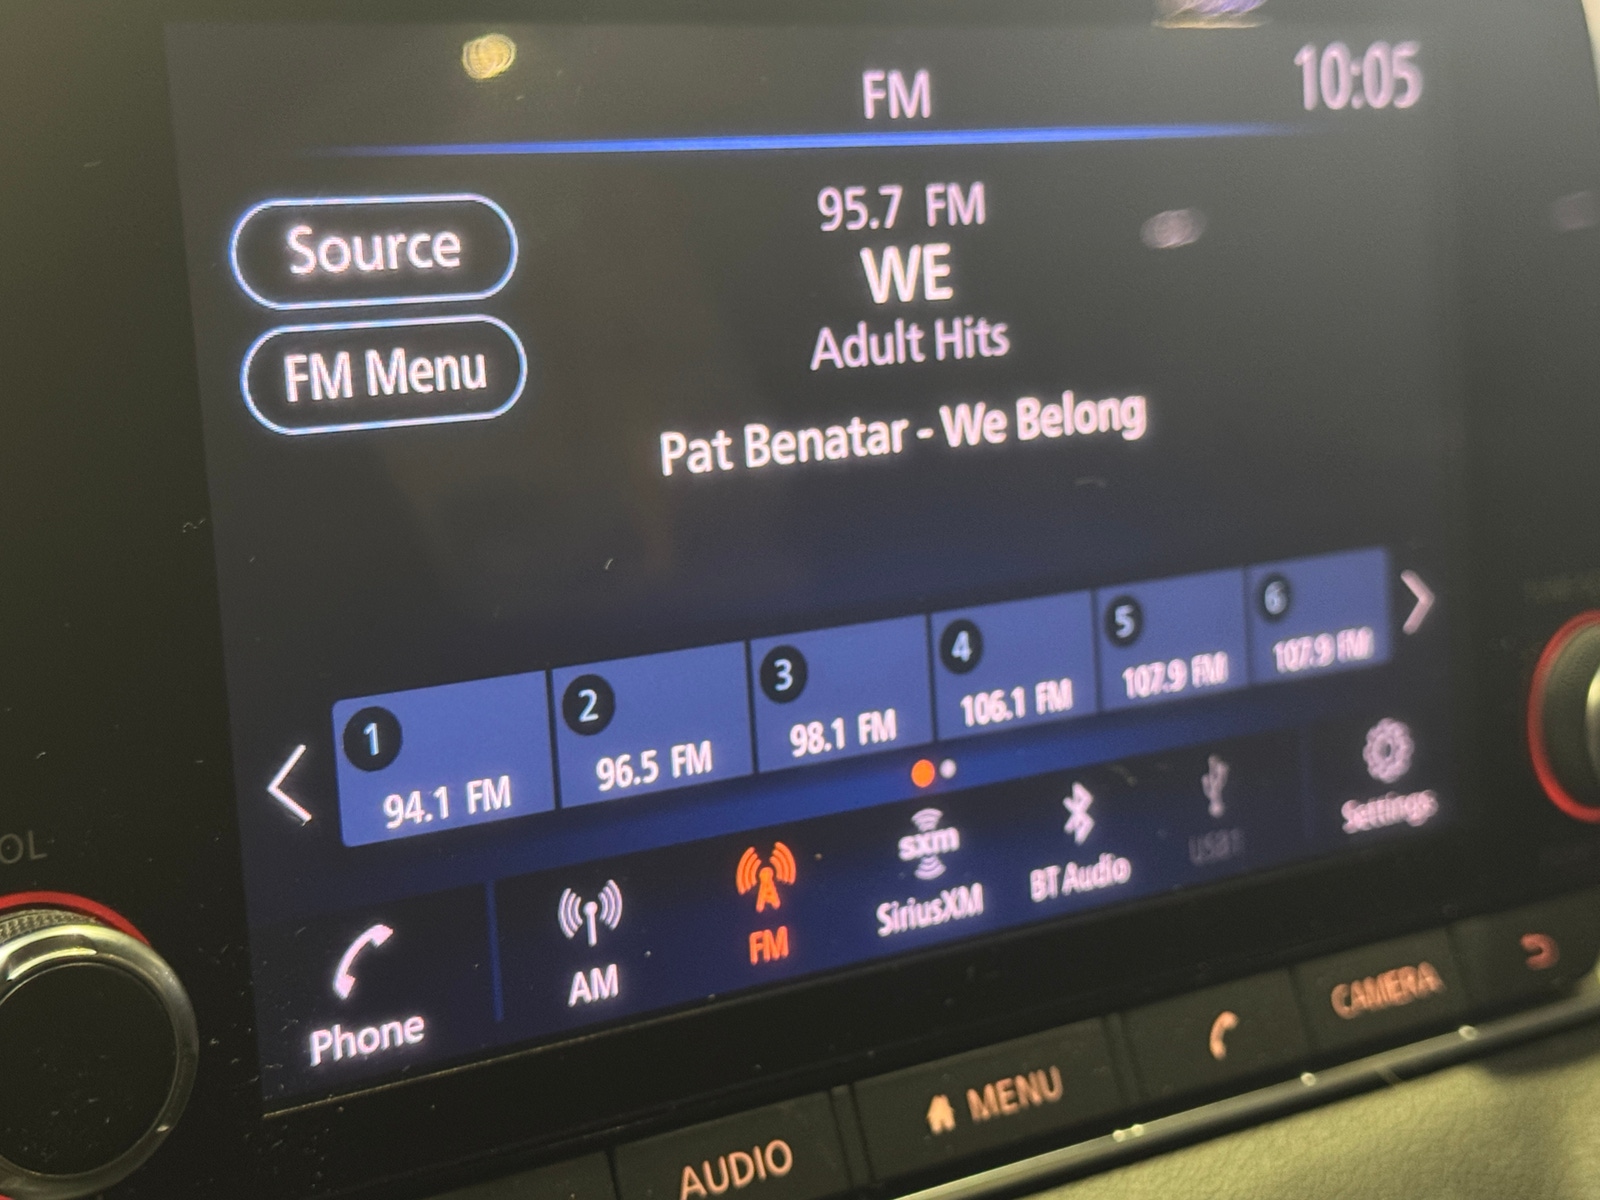 FM
10:05
Source
FM Menu
95.7 FM
WE
Adult Hits
Pat Benatar - We Belong
1
94.1 FM
2
96.5 FM
3
98.1 FM
4
106.1 FM
5
107.9 FM
6
107.9 FM
Phone
AM
FM
sxm
SiriusXM
BT Audio
USB1
Settings
OL
AUDIO
MENU
CAMERA